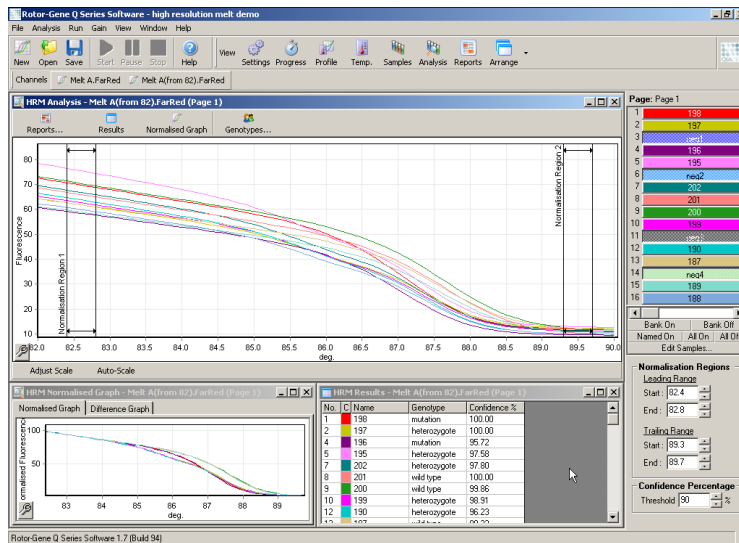 Rotor-Gene Q Series Software - high resolution melt demo
File Analysis Run Gain View Window Help
New Open Save Start Pause Stop Help View Settings Progress Profile Temp. Samples Analysis Reports Arrange
Channels Melt A.FarRed Melt A(from 82).FarRed
HRM Analysis - Melt A(from 82).FarRed (Page 1)
Reports... Results Normalised Graph Genotypes...
Fluorescence
80
70
60
50
40
30
20
10
Normalisation Region 1
Normalisation Region 2
82.0 82.5 83.0 83.5 84.0 84.5 85.0 85.5 86.0 86.5 87.0 87.5 88.0 88.5 89.0 89.5 90.0
deg.
Adjust Scale Auto-Scale
HRM Normalised Graph - Melt A(from 82).FarRed (Page 1)
Normalised Graph Difference Graph
100
50
83 84 85 86 87 88 89
deg.
HRM Results - Melt A(from 82).FarRed (Page 1)
No. C Name Genotype Confidence %
1 198 mutation 100.00
2 197 heterozygote 100.00
4 196 mutation 95.72
5 195 heterozygote 97.58
7 202 heterozygote 97.80
8 201 wild type 100.00
9 200 wild type 99.86
10 199 heterozygote 98.91
12 190 heterozygote 96.23
Page: Page 1
1 198
2 197
3 neg1
4 196
5 195
6 neg2
7 202
8 201
9 200
10 199
11
12 190
13 187
14 neg4
15 189
16 188
Bank On Bank Off
Named On All On All Off
Edit Samples...
Normalisation Regions
Leading Range
Start: 82.4
End: 82.8
Trailing Range
Start: 89.3
End: 89.7
Confidence Percentage
Threshold 90 %
Rotor-Gene Q Series Software 1.7 (Build 94)